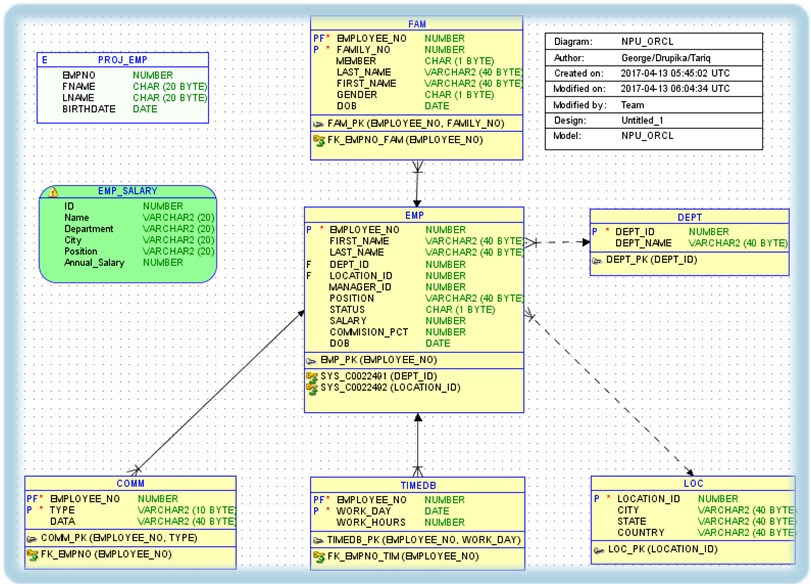 FAM
PF* EMPLOYEE_NO NUMBER
P * FAMILY_NO NUMBER
MEMBER CHAR (1 BYTE)
LAST_NAME VARCHAR2 (40 BYTE)
FIRST_NAME VARCHAR2 (40 BYTE)
GENDER CHAR (1 BYTE)
DOB DATE
FAM_PK (EMPLOYEE_NO, FAMILY_NO)
FK_EMPNO_FAM (EMPLOYEE_NO)
Diagram: NPU_ORCL
Author: George/Drupika/Tariq
Created on: 2017-04-13 05:45:02 UTC
Modified on: 2017-04-13 06:04:34 UTC
Modified by: Team
Design: Untitled_1
Model: NPU_ORCL
E PROJ_EMP
EMPNO NUMBER
FNAME CHAR (20 BYTE)
LNAME CHAR (20 BYTE)
BIRTHDATE DATE
EMP_SALARY
ID NUMBER
Name VARCHAR2 (20)
Department VARCHAR2 (20)
City VARCHAR2 (20)
Position VARCHAR2 (20)
Annual_Salary NUMBER
EMP
P * EMPLOYEE_NO NUMBER
FIRST_NAME VARCHAR2 (40 BYTE)
LAST_NAME VARCHAR2 (40 BYTE)
F DEPT_ID NUMBER
F LOCATION_ID NUMBER
MANAGER_ID NUMBER
POSITION VARCHAR2 (40 BYTE)
STATUS CHAR (1 BYTE)
SALARY NUMBER
COMMISION_PCT NUMBER
DOB DATE
EMP_PK (EMPLOYEE_NO)
SYS_C0022491 (DEPT_ID)
SYS_C0022492 (LOCATION_ID)
DEPT
P * DEPT_ID NUMBER
DEPT_NAME VARCHAR2 (40 BYTE)
DEPT_PK (DEPT_ID)
COMM
PF* EMPLOYEE_NO NUMBER
P * TYPE VARCHAR2 (10 BYTE)
DATA VARCHAR2 (40 BYTE)
COMM_PK (EMPLOYEE_NO, TYPE)
FK_EMPNO (EMPLOYEE_NO)
TIMEDB
PF* EMPLOYEE_NO NUMBER
P * WORK_DAY DATE
WORK_HOURS NUMBER
TIMEDB_PK (EMPLOYEE_NO, WORK_DAY)
FK_EMPNO_TIM (EMPLOYEE_NO)
LOC
P * LOCATION_ID NUMBER
CITY VARCHAR2 (40 BYTE)
STATE VARCHAR2 (40 BYTE)
COUNTRY VARCHAR2 (40 BYTE)
LOC_PK (LOCATION_ID)